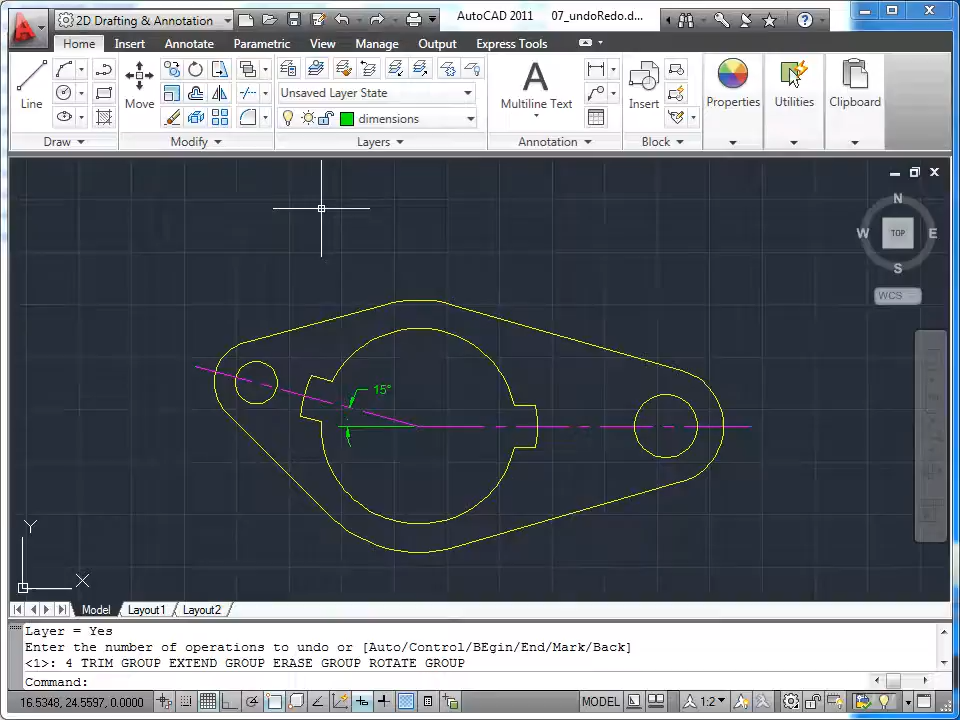 2D Drafting & Annotation
AutoCAD 2011
07_undoRedo.d...
Home
Insert
Annotate
Parametric
View
Manage
Output
Express Tools
Line
Move
Unsaved Layer State
dimensions
Multiline Text
Insert
Properties
Utilities
Clipboard
Draw
Modify
Layers
Annotation
Block
N
W
TOP
E
S
WCS
15°
Y
X
Model
Layout1
Layout2
Layer = Yes
Enter the number of operations to undo or [Auto/Control/BEgin/End/Mark/Back]
<1>: 4 TRIM GROUP EXTEND GROUP ERASE GROUP ROTATE GROUP
Command:
16.5348, 24.5597, 0.0000
MODEL
1:2